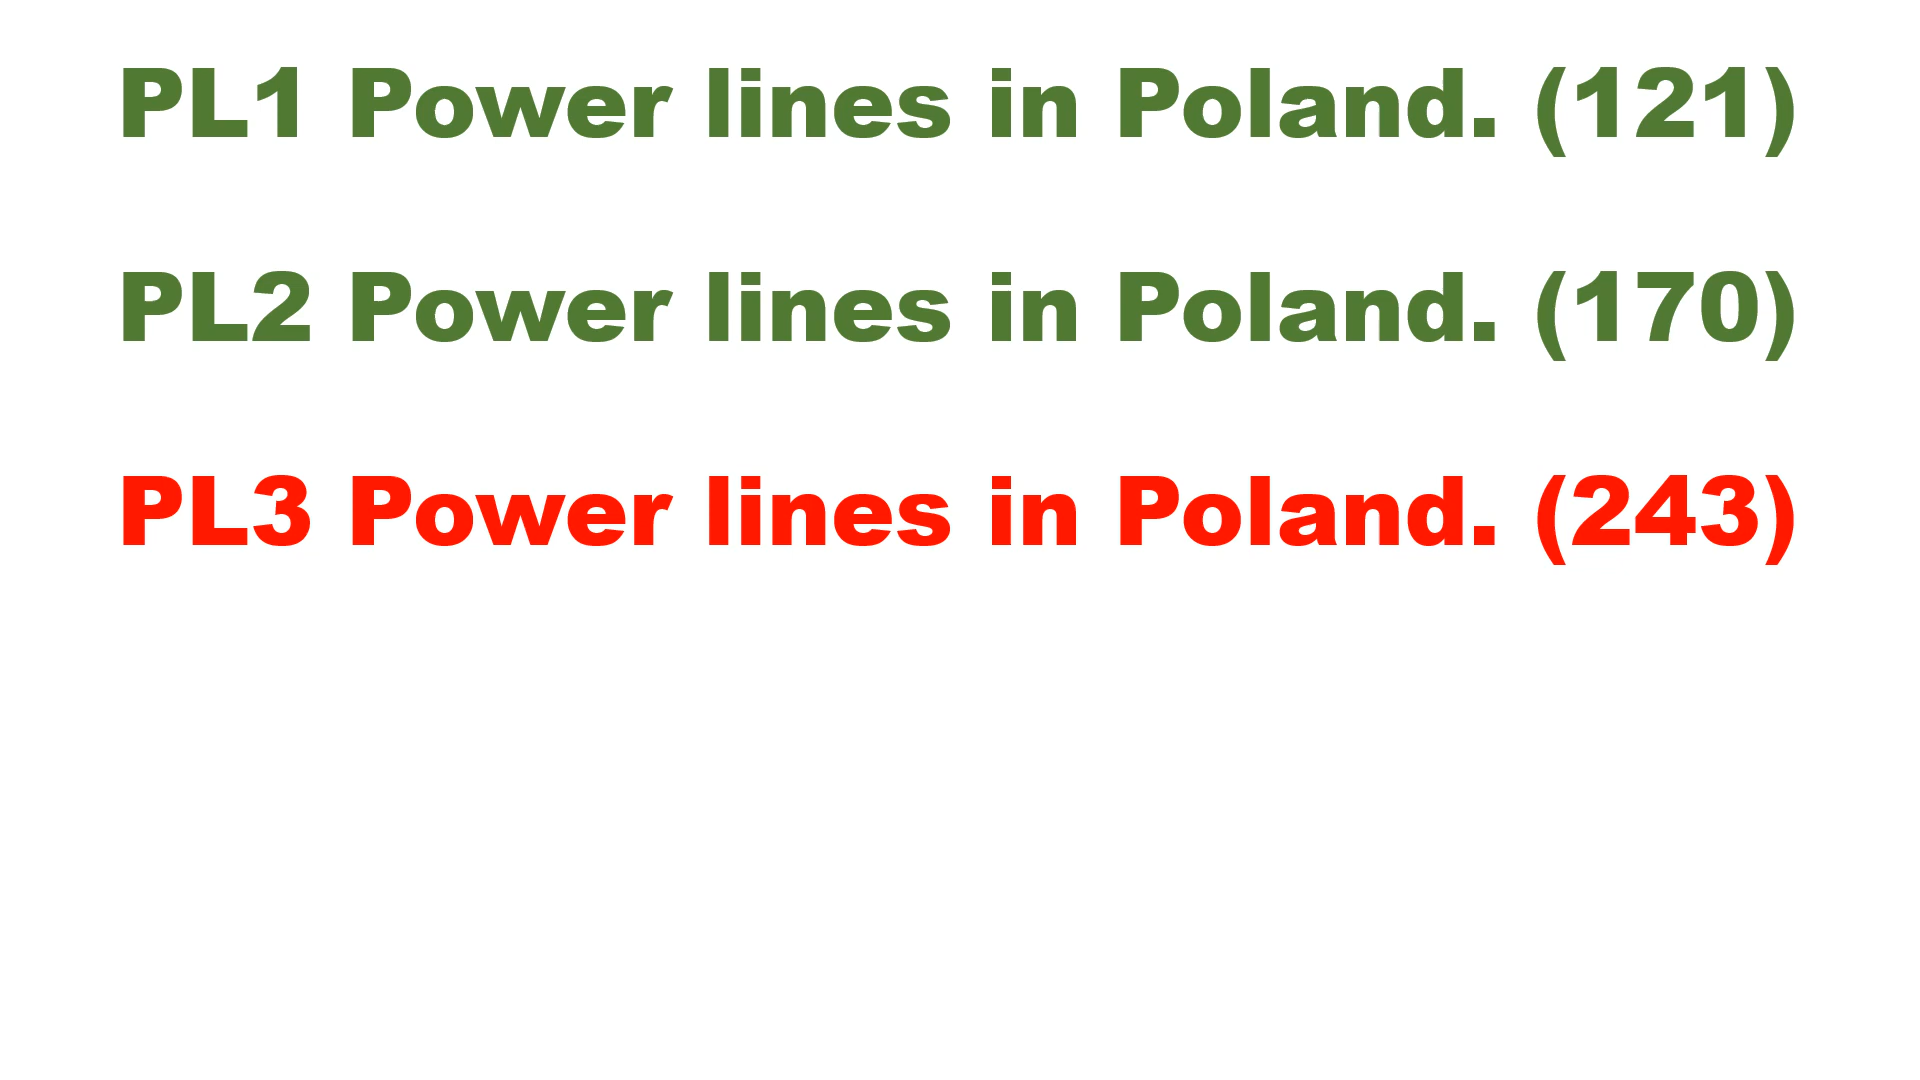 PL1 Power lines in Poland. (121)
PL2 Power lines in Poland. (170)
PL3 Power lines in Poland. (243)